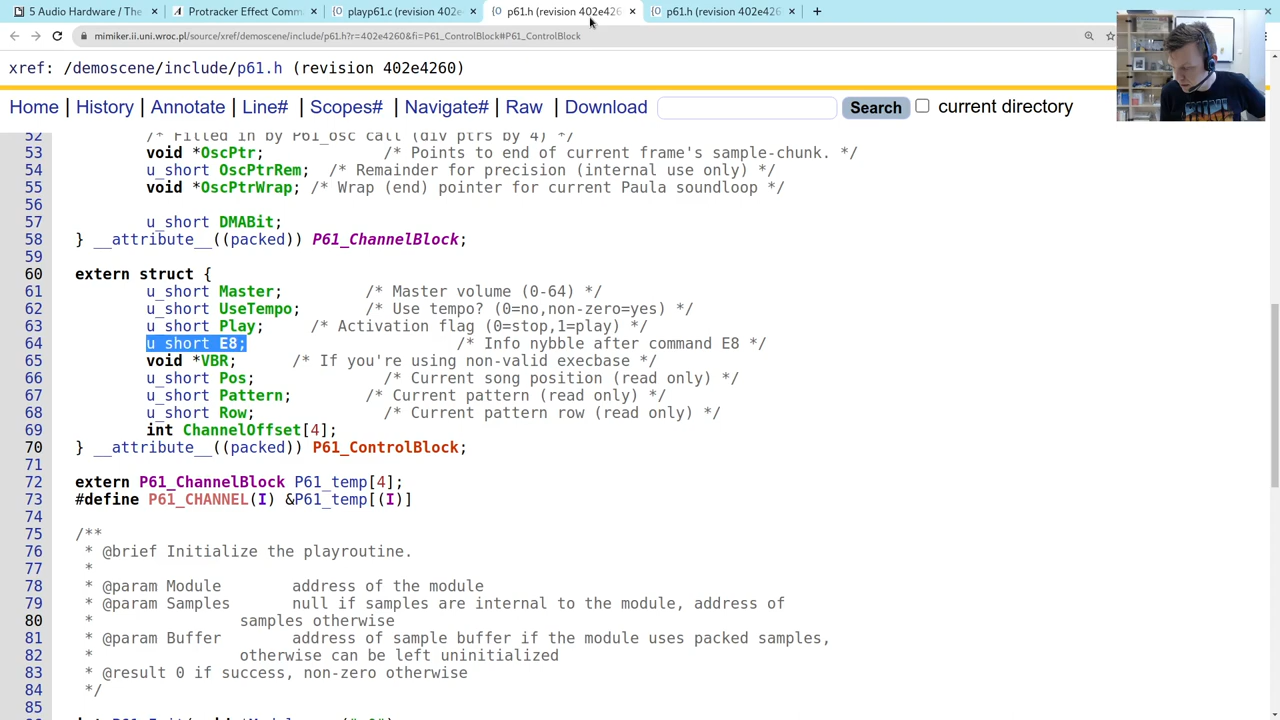 5 Audio Hardware / The
Protracker Effect Comm
playp61.c (revision 402e4260
p61.h (revision 402e426
p61.h (revision 402e4260
mimiker.ii.uni.wroc.pl/source/xref/demoscene/include/p61.h?r=402e4260&fi=P61_ControlBlock#P61_ControlBlock
xref: /demoscene/include/p61.h (revision 402e4260)
Home | History | Annotate | Line# | Scopes# | Navigate# | Raw | Download Search current directory
52 /* Filled in by P61_osc call (div ptrs by 4) */
53 void *OscPtr; /* Points to end of current frame's sample-chunk. */
54 u_short OscPtrRem; /* Remainder for precision (internal use only) */
55 void *OscPtrWrap; /* Wrap (end) pointer for current Paula soundloop */
56
57 u_short DMABit;
58 } __attribute__((packed)) P61_ChannelBlock;
59
60 extern struct {
61 u_short Master; /* Master volume (0-64) */
62 u_short UseTempo; /* Use tempo? (0=no,non-zero=yes) */
63 u_short Play; /* Activation flag (0=stop,1=play) */
64 u_short E8; /* Info nybble after command E8 */
65 void *VBR; /* If you're using non-valid execbase */
66 u_short Pos; /* Current song position (read only) */
67 u_short Pattern; /* Current pattern (read only) */
68 u_short Row; /* Current pattern row (read only) */
69 int ChannelOffset[4];
70 } __attribute__((packed)) P61_ControlBlock;
71
72 extern P61_ChannelBlock P61_temp[4];
73 #define P61_CHANNEL(I) &P61_temp[(I)]
74
75 /**
76 * @brief Initialize the playroutine.
77 *
78 * @param Module address of the module
79 * @param Samples null if samples are internal to the module, address of
80 * samples otherwise
81 * @param Buffer address of sample buffer if the module uses packed samples,
82 * otherwise can be left uninitialized
83 * @result 0 if success, non-zero otherwise
84 */
85